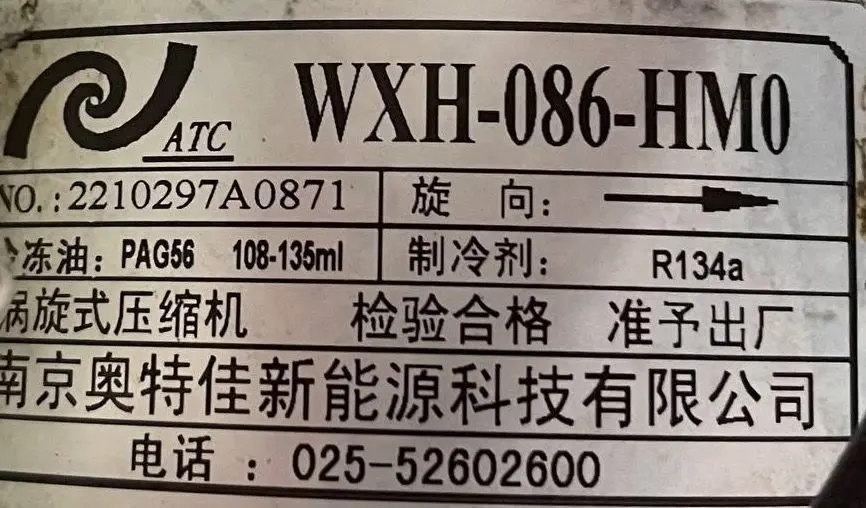 ATC WXH-086-HM0
NO.:2210297A0871 旋 向:
冷冻油: PAG56 108-135ml 制冷剂: R134a
涡旋式压缩机 检验合格 准予出厂
南京奥特佳新能源科技有限公司
电话 : 025-52602600